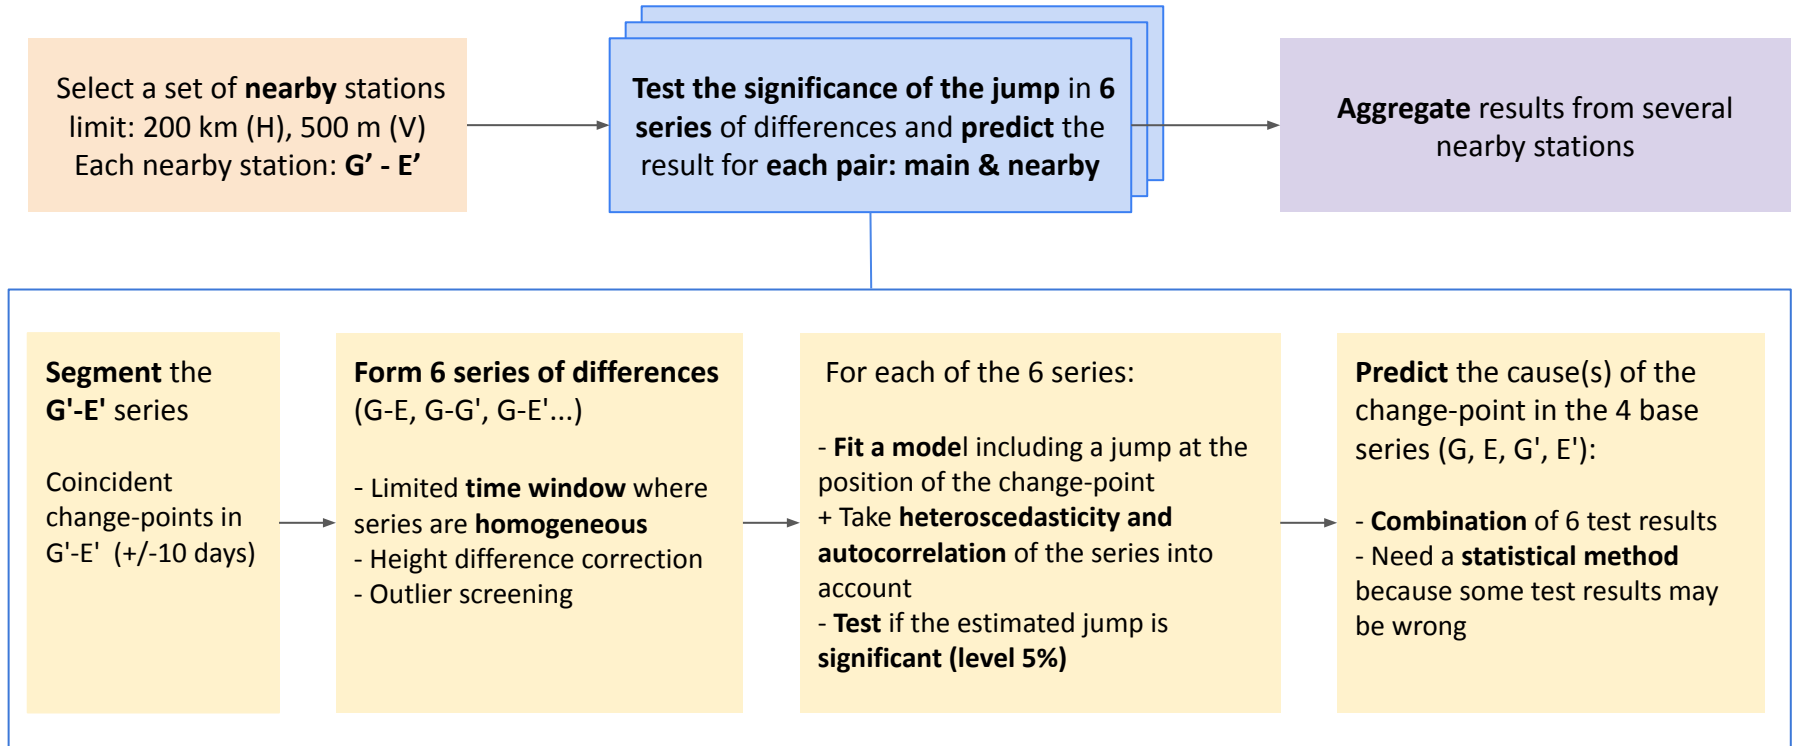 Select a set of nearby stations
limit: 200 km (H), 500 m (V)
Each nearby station: G’ - E’
Test the significance of the jump in 6
series of differences and predict the
result for each pair: main & nearby
Aggregate results from several
nearby stations
Segment the
G'-E' series
Coincident
change-points in
G'-E' (+/-10 days)
Form 6 series of differences
(G-E, G-G', G-E'...)
- Limited time window where
series are homogeneous
- Height difference correction
- Outlier screening
For each of the 6 series:
- Fit a model including a jump at the
position of the change-point
+ Take heteroscedasticity and
autocorrelation of the series into
account
- Test if the estimated jump is
significant (level 5%)
Predict the cause(s) of the
change-point in the 4 base
series (G, E, G', E'):
- Combination of 6 test results
- Need a statistical method
because some test results may
be wrong